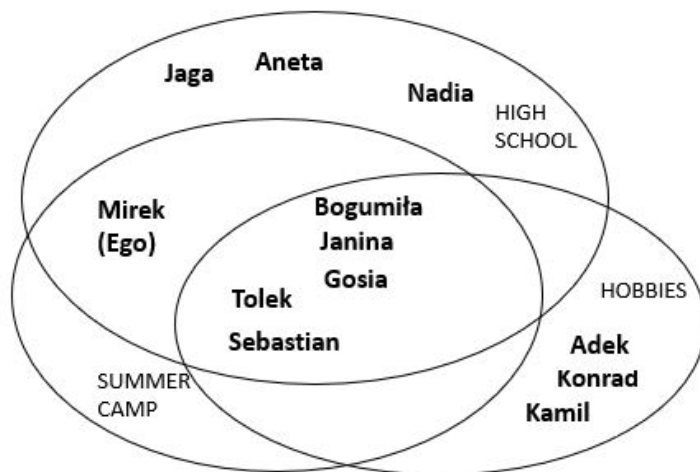 Jaga
Aneta
Nadia
HIGH
SCHOOL
Mirek
(Ego)
Bogumiła
Janina
Gosia
Tolek
Sebastian
HOBBIES
Adek
Konrad
Kamil
SUMMER
CAMP